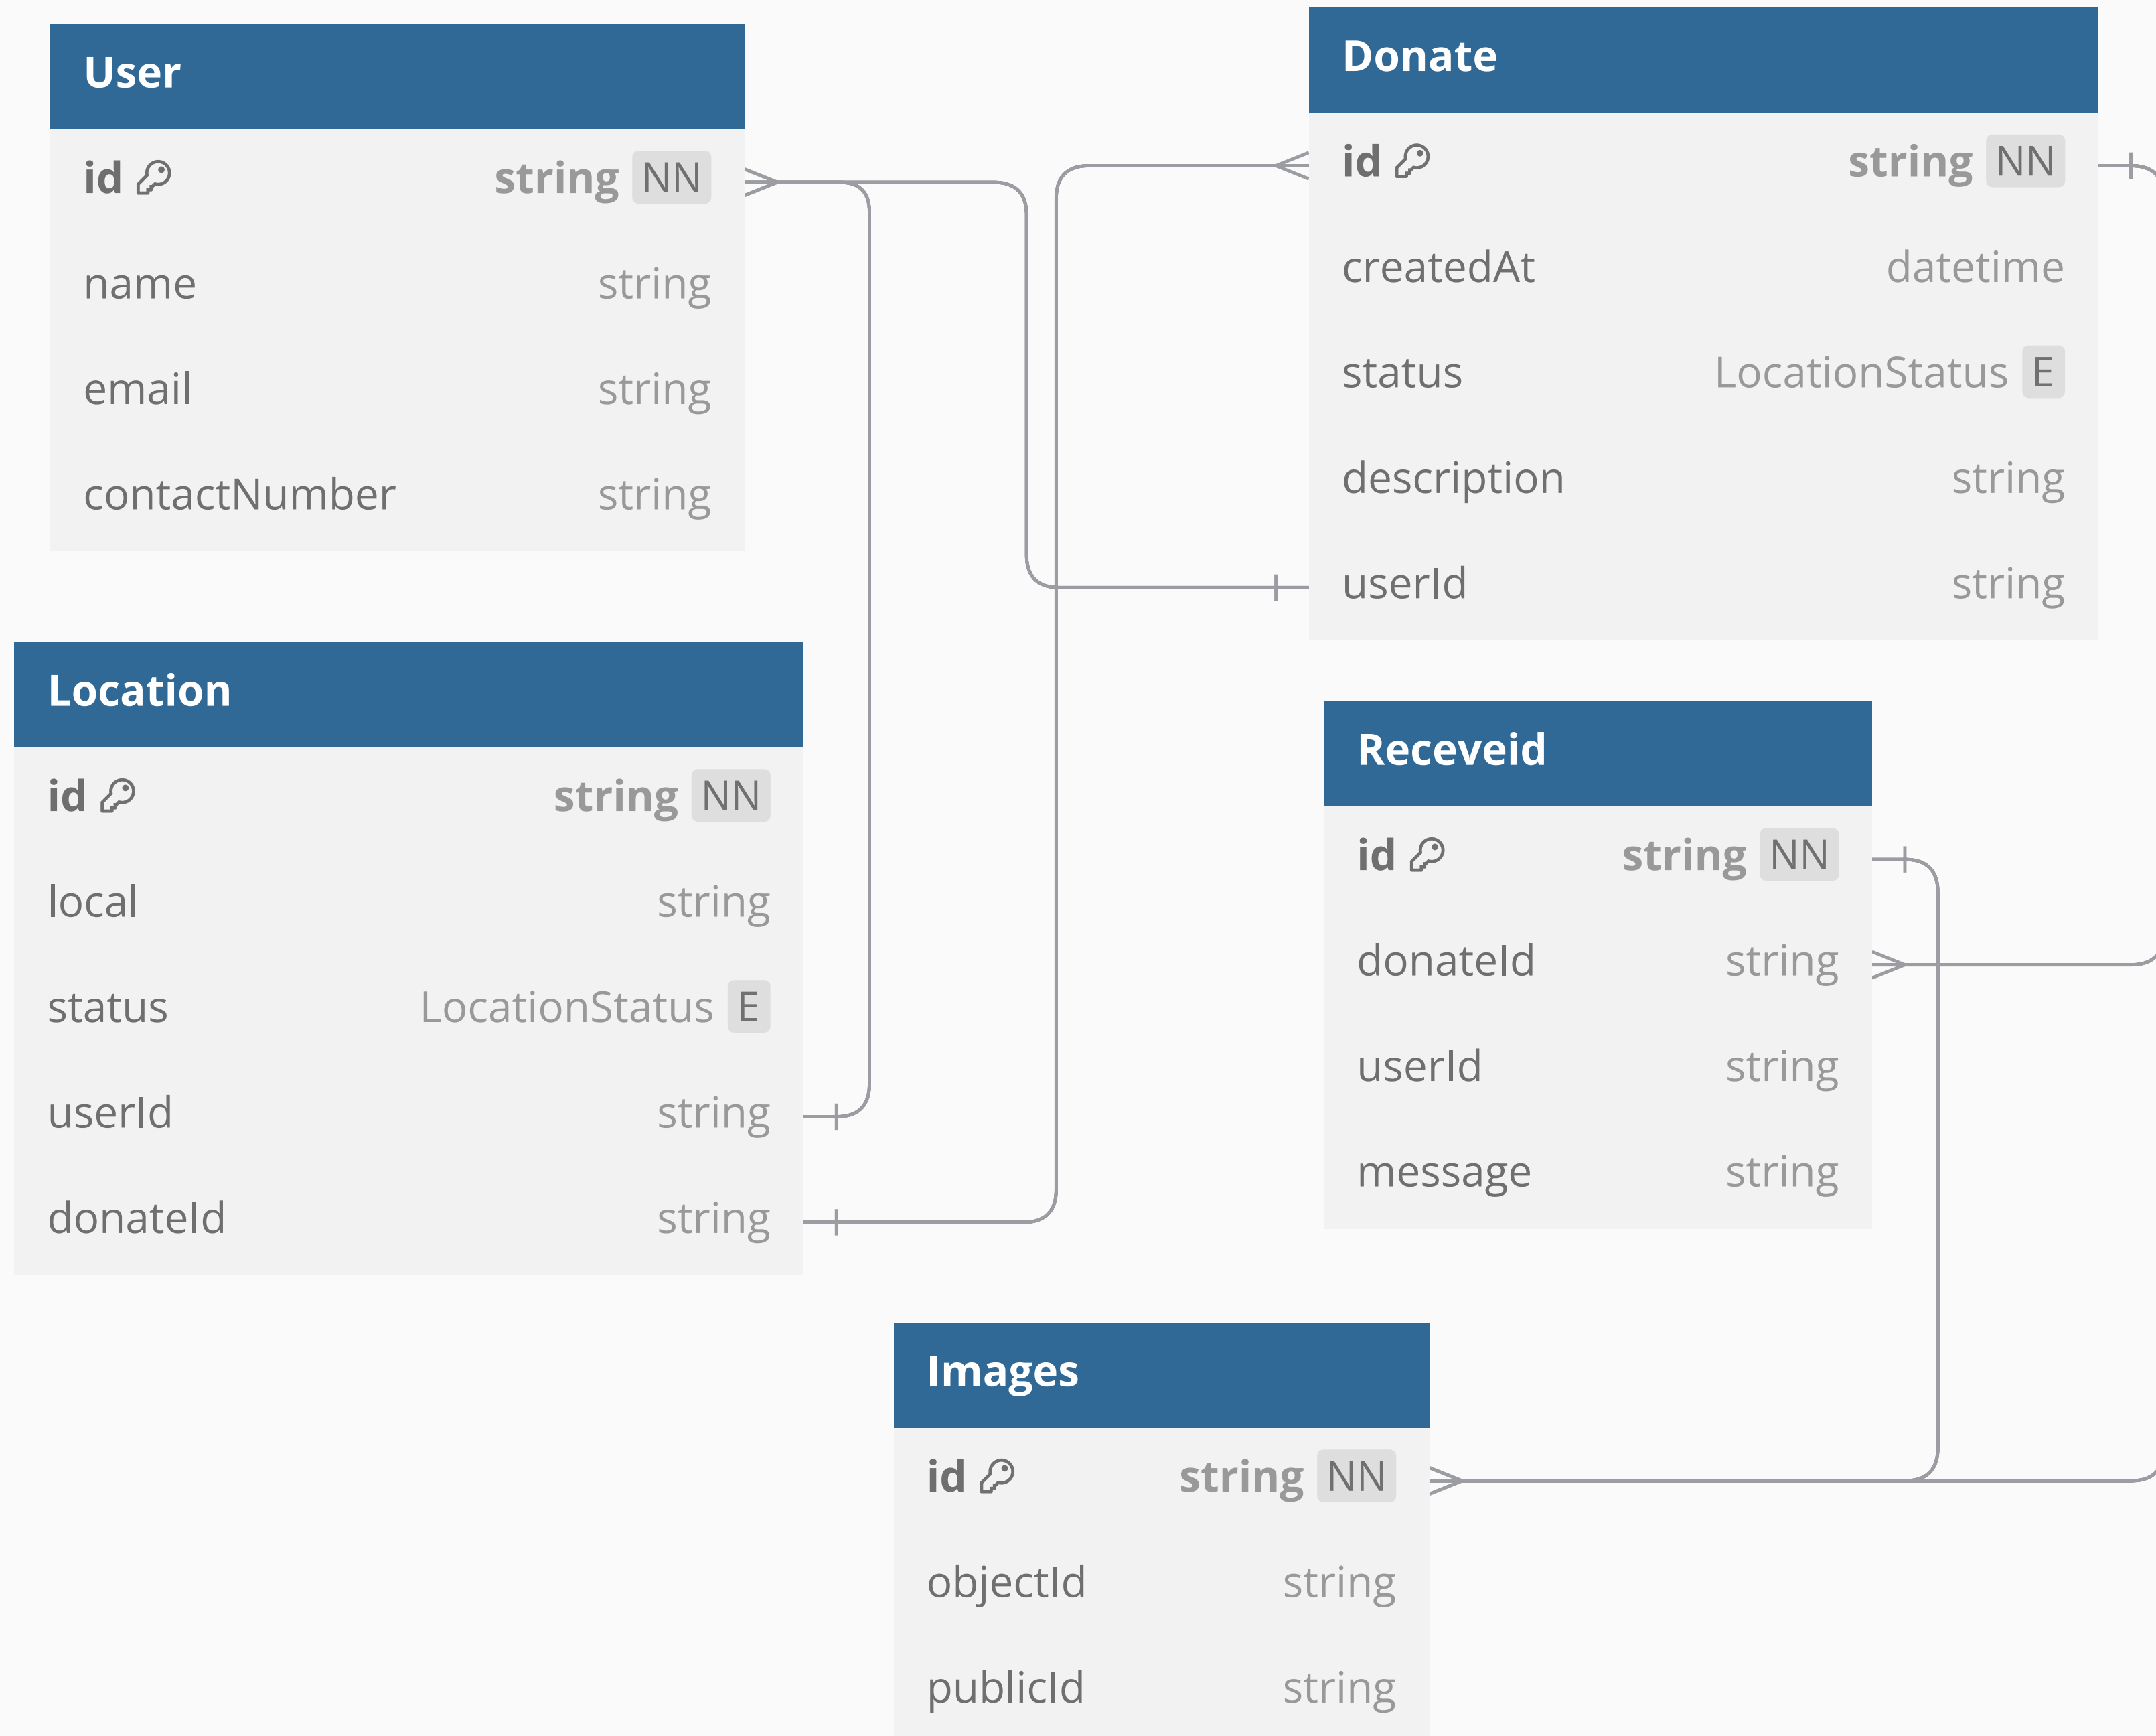 User
id string NN
name string
email string
contactNumber string
Donate
id string NN
createdAt datetime
status LocationStatus E
description string
userId string
Location
id string NN
local string
status LocationStatus E
userId string
donateId string
Receveid
id string NN
donateId string
userId string
message string
Images
id string NN
objectId string
publicId string